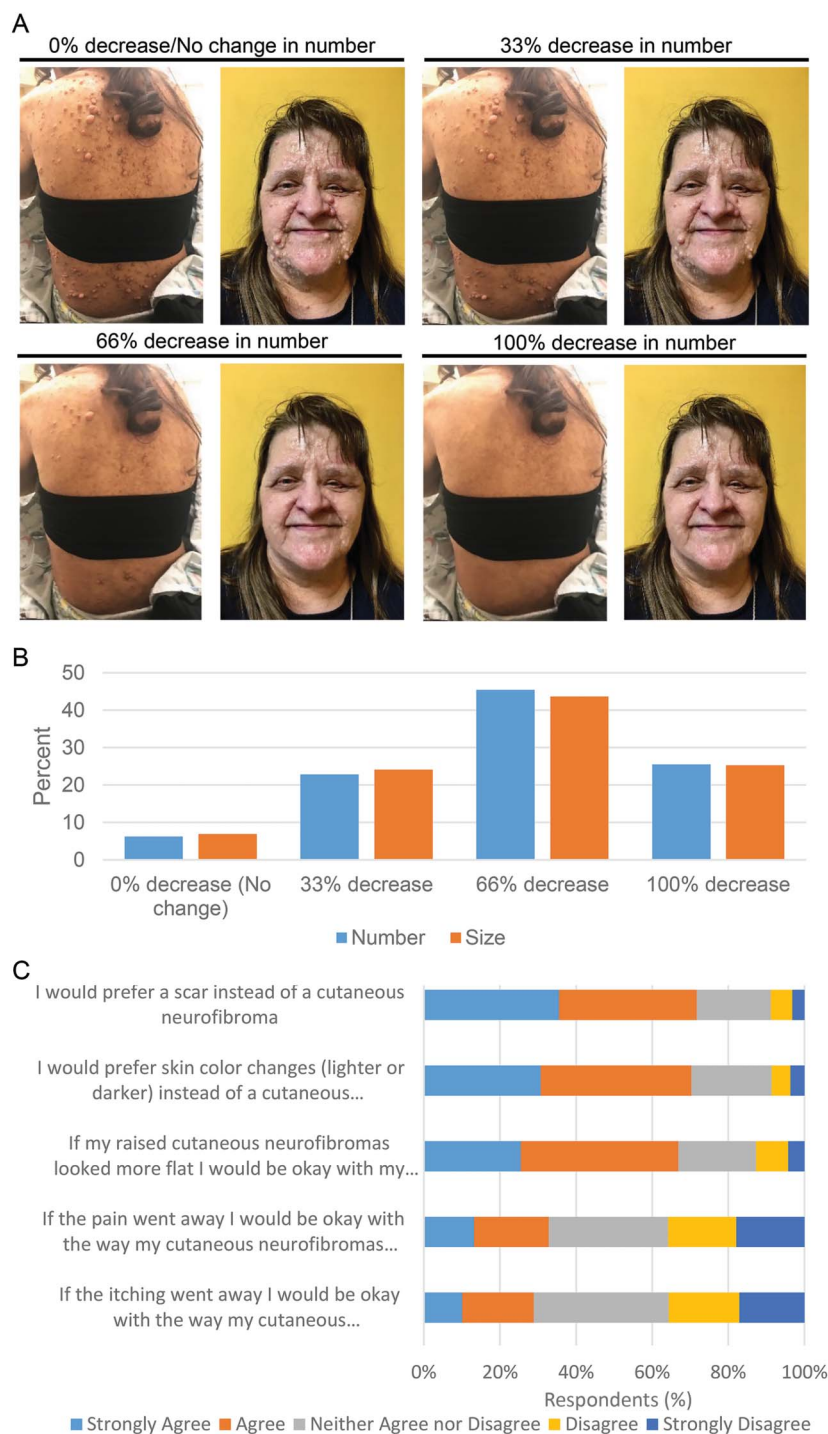 A
0% decrease/No change in number
33% decrease in number
66% decrease in number
100% decrease in number
B
50
40
30
20
10
0
Percent
0% decrease (No
change)
33% decrease
66% decrease
100% decrease
Number
Size
C
I would prefer a scar instead of a cutaneous
neurofibroma
I would prefer skin color changes (lighter or
darker) instead of a cutaneous...
If my raised cutaneous neurofibromas
looked more flat I would be okay with my...
If the pain went away I would be okay with
the way my cutaneous neurofibromas...
If the itching went away I would be okay
with the way my cutaneous...
0% 20% 40% 60% 80% 100%
Respondents (%)
Strongly Agree Agree Neither Agree nor Disagree Disagree Strongly Disagree